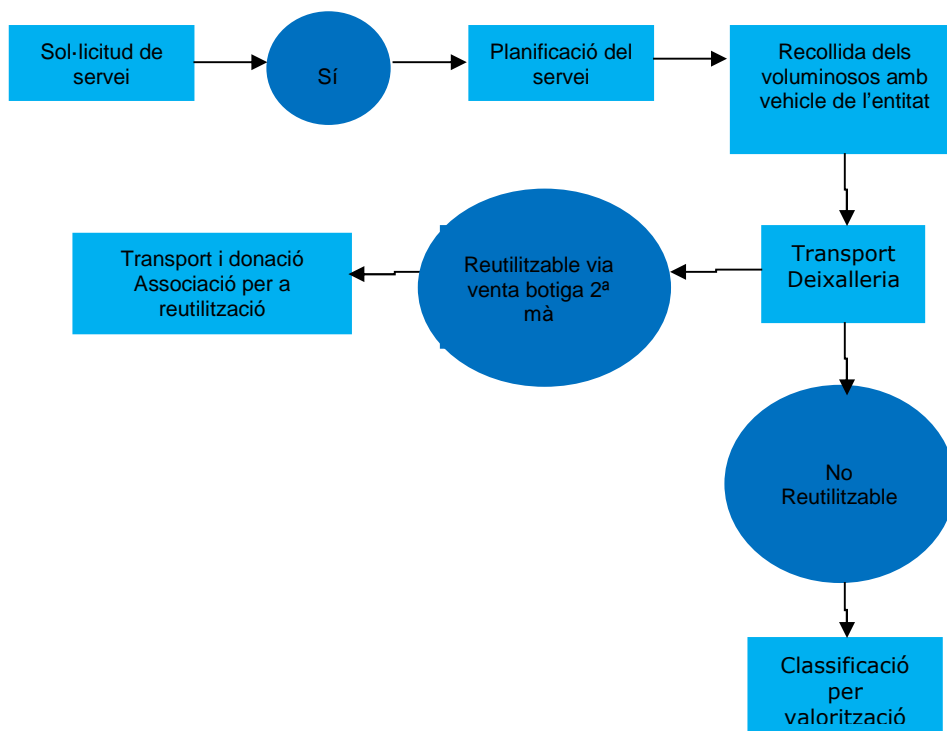 Sol·licitud de
servei
Sí
Planificació del
servei
Recollida dels
voluminosos amb
vehicle de l'entitat
Transport
Deixalleria
Reutilitzable via
venta botiga 2ª
mà
Transport i donació
Associació per a
reutilització
No
Reutilitzable
Classificació
per
valorització